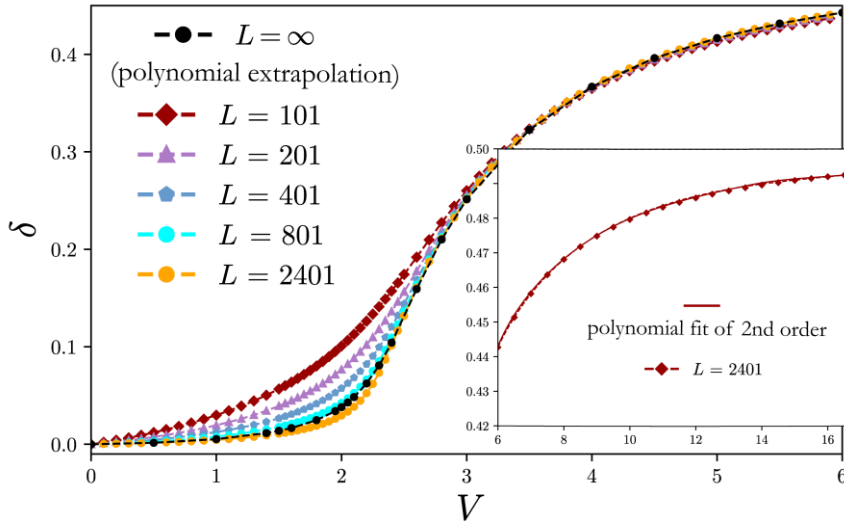 0.4
0.3
0.2
0.1
0.0
δ
L = ∞
(polynomial extrapolation)
L = 101
L = 201
L = 401
L = 801
L = 2401
0.50
0.49
0.48
0.47
0.46
0.45
0.44
0.43
0.42
polynomial fit of 2nd order
L = 2401
6 8 10 12 14 16
0 1 2 3 4 5 6
V